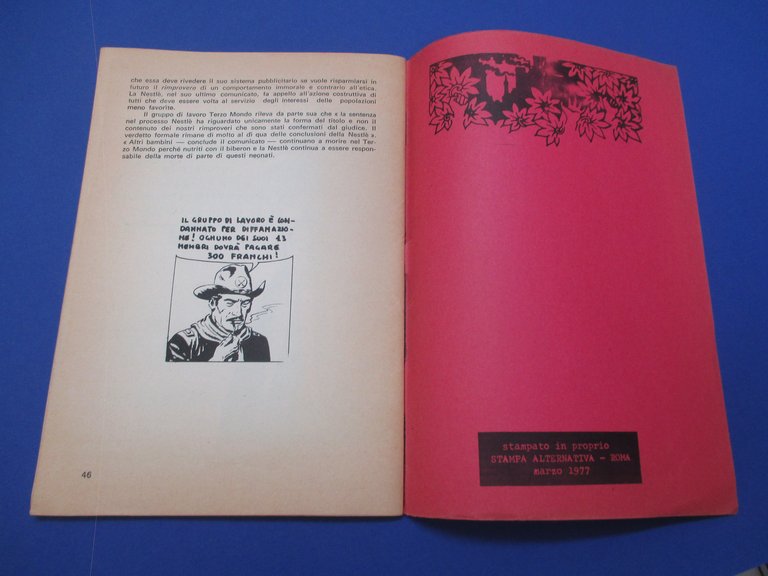 che essa deve rivedere il suo sistema pubblicitario se vuole risparmiarsi in
futuro il rimprovero di un comportamento immorale e contrario all'etica.
La Nestlè, nel suo ultimo comunicato, fa appello all'azione costruttiva di
tutti che deve essere volta al servizio degli interessi delle popolazioni
meno favorite.
Il gruppo di lavoro Terzo Mondo rileva da parte sua che « la sentenza
nel processo Nestlè ha riguardato unicamente la forma del titolo e non il
contenuto dei nostri rimproveri che sono stati confermati dal giudice. Il
verdetto formale rimane di molto al di qua delle conclusioni della Nestlè ».
« Altri bambini — conclude il comunicato — continuano a morire nel Ter-
zo Mondo perché nutriti con il biberon e la Nestlè continua a essere respon-
sabile della morte di parte di questi neonati.
IL GRUPPO DI LAVORO È CON-
DANNATO PER DIFFAMAZIO-
NE! OGNUNO DEI SUOI 13
MEMBRI DOVRÀ PAGARE
300 FRANCHI!
46
stampato in proprio
STAMPA ALTERNATIVA - ROMA
marzo 1977